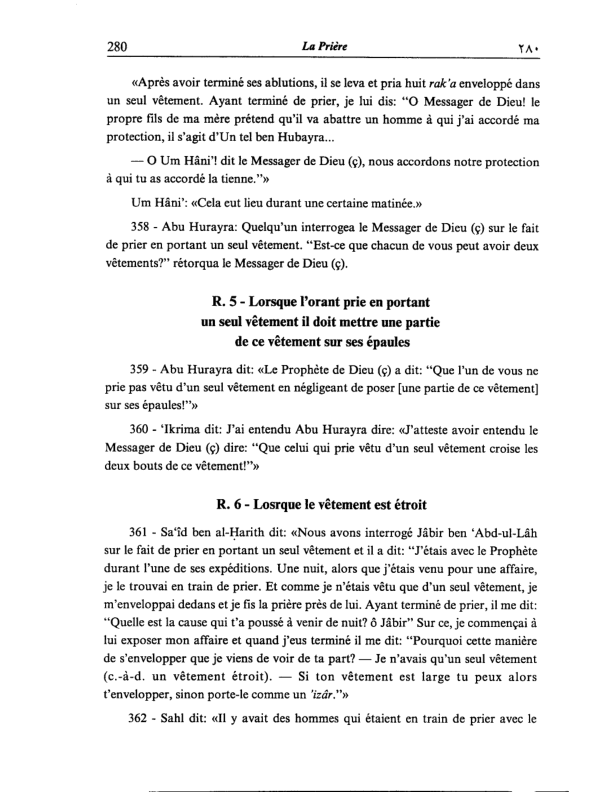 280 La Prière ٢٨٠
«Après avoir terminé ses ablutions, il se leva et pria huit rak'a enveloppé dans
un seul vêtement. Ayant terminé de prier, je lui dis: “O Messager de Dieu! le
propre fils de ma mère prétend qu'il va abattre un homme à qui j'ai accordé ma
protection, il s'agit d'Un tel ben Hubayra...
— O Um Hâni'! dit le Messager de Dieu (ç), nous accordons notre protection
à qui tu as accordé la tienne.”»
Um Hâni': «Cela eut lieu durant une certaine matinée.»
358 - Abu Hurayra: Quelqu'un interrogea le Messager de Dieu (ç) sur le fait
de prier en portant un seul vêtement. “Est-ce que chacun de vous peut avoir deux
vêtements?” rétorqua le Messager de Dieu (ç).
R. 5 - Lorsque l'orant prie en portant
un seul vêtement il doit mettre une partie
de ce vêtement sur ses épaules
359 - Abu Hurayra dit: «Le Prophète de Dieu (ç) a dit: “Que l'un de vous ne
prie pas vêtu d'un seul vêtement en négligeant de poser [une partie de ce vêtement]
sur ses épaules!”»
360 - ‘Ikrima dit: J'ai entendu Abu Hurayra dire: «J'atteste avoir entendu le
Messager de Dieu (ç) dire: “Que celui qui prie vêtu d'un seul vêtement croise les
deux bouts de ce vêtement!”»
R. 6 - Losrque le vêtement est étroit
361 - Sa‘îd ben al-Ḥarith dit: «Nous avons interrogé Jâbir ben ‘Abd-ul-Lâh
sur le fait de prier en portant un seul vêtement et il a dit: “J'étais avec le Prophète
durant l'une de ses expéditions. Une nuit, alors que j'étais venu pour une affaire,
je le trouvai en train de prier. Et comme je n'étais vêtu que d'un seul vêtement, je
m'enveloppai dedans et je fis la prière près de lui. Ayant terminé de prier, il me dit:
“Quelle est la cause qui t'a poussé à venir de nuit? ô Jâbir” Sur ce, je commençai à
lui exposer mon affaire et quand j'eus terminé il me dit: “Pourquoi cette manière
de s'envelopper que je viens de voir de ta part? — Je n'avais qu'un seul vêtement
(c.-à-d. un vêtement étroit). — Si ton vêtement est large tu peux alors
t'envelopper, sinon porte-le comme un 'izâr.”»
362 - Sahl dit: «Il y avait des hommes qui étaient en train de prier avec le